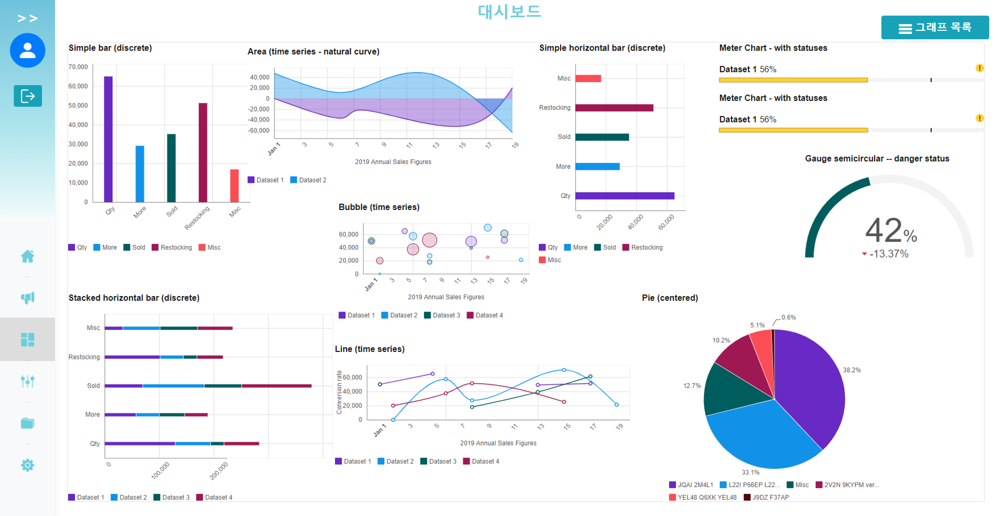 >>
대시보드
그래프 목록
Simple bar (discrete)
70,000
60,000
50,000
40,000
30,000
20,000
10,000
0
Qty
More
Sold
Restocking
Misc
Qty More Sold Restocking Misc
Area (time series - natural curve)
40,000
20,000
0
-20,000
-40,000
-60,000
Jan 1 3 5 7 9 11 13 15 17 19
2019 Annual Sales Figures
Dataset 1 Dataset 2
Simple horizontal bar (discrete)
Misc
Restocking
Sold
More
Qty
0 20,000 40,000 60,000
Qty More Sold Restocking
Misc
Meter Chart - with statuses
Dataset 1 56%
Meter Chart - with statuses
Dataset 1 56%
Gauge semicircular -- danger status
42%
-13.37%
Bubble (time series)
60,000
40,000
20,000
0
Jan 1 3 5 7 9 11 13 15 17 19
2019 Annual Sales Figures
Dataset 1 Dataset 2 Dataset 3 Dataset 4
Stacked horizontal bar (discrete)
Misc
Restocking
Sold
More
Qty
0 100,000 200,000
Dataset 1 Dataset 2 Dataset 3 Dataset 4
Line (time series)
Conversion rate
60,000
40,000
20,000
0
Jan 1 3 5 7 9 11 13 15 17 19
2019 Annual Sales Figures
Dataset 1 Dataset 2 Dataset 3 Dataset 4
Pie (centered)
0.6%
5.1%
10.2%
38.2%
12.7%
33.1%
JQAI 2M4L1 L22I P66EP L22... Misc 2V2N 9KYPM ver...
YEL48 Q6XK YEL48 J9DZ F37AP